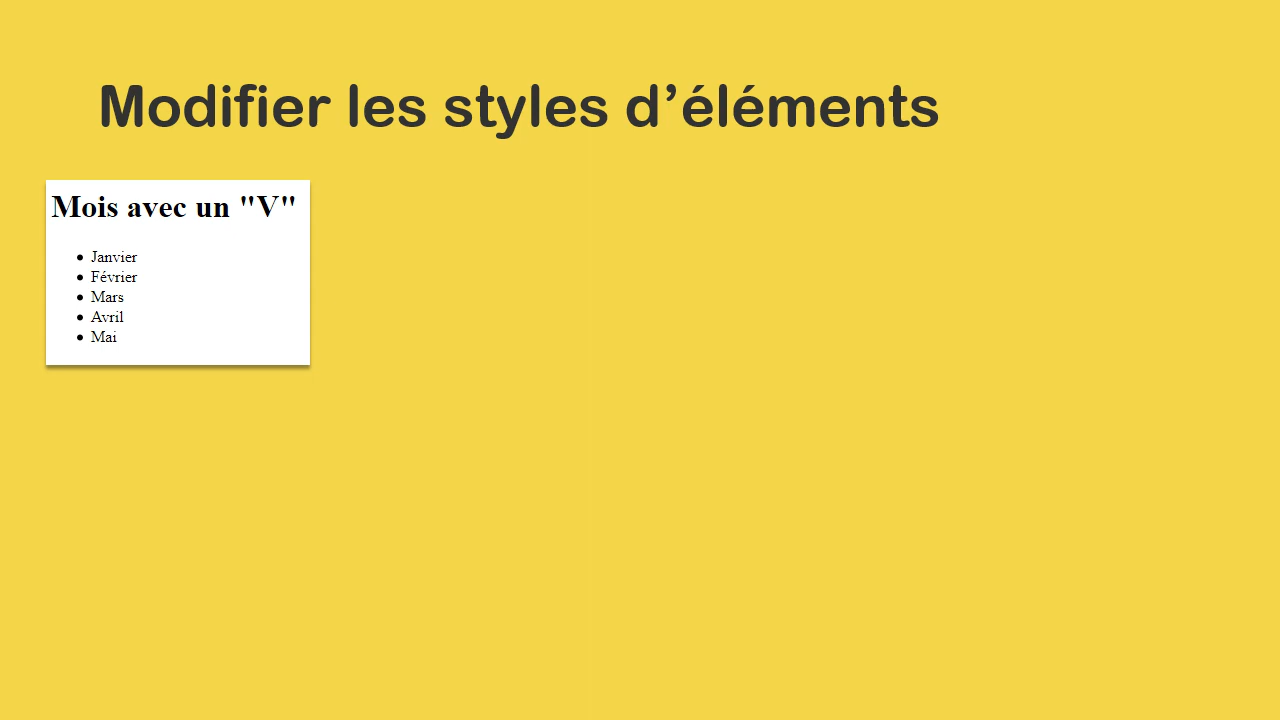 Modifier les styles d’éléments
Mois avec un "V"
Janvier
Février
Mars
Avril
Mai